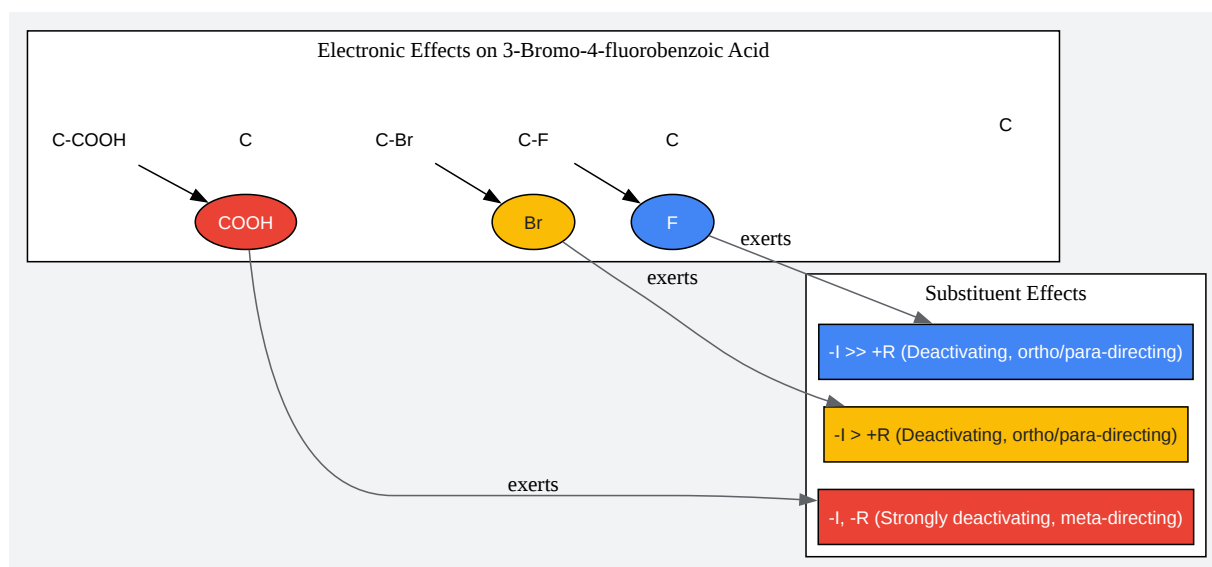 Electronic Effects on 3-Bromo-4-fluorobenzoic Acid
C-COOH
C
C-Br
C-F
C
C
COOH
Br
F
exerts
exerts
Substituent Effects
-I >> +R (Deactivating, ortho/para-directing)
-I > +R (Deactivating, ortho/para-directing)
exerts
-I, -R (Strongly deactivating, meta-directing)